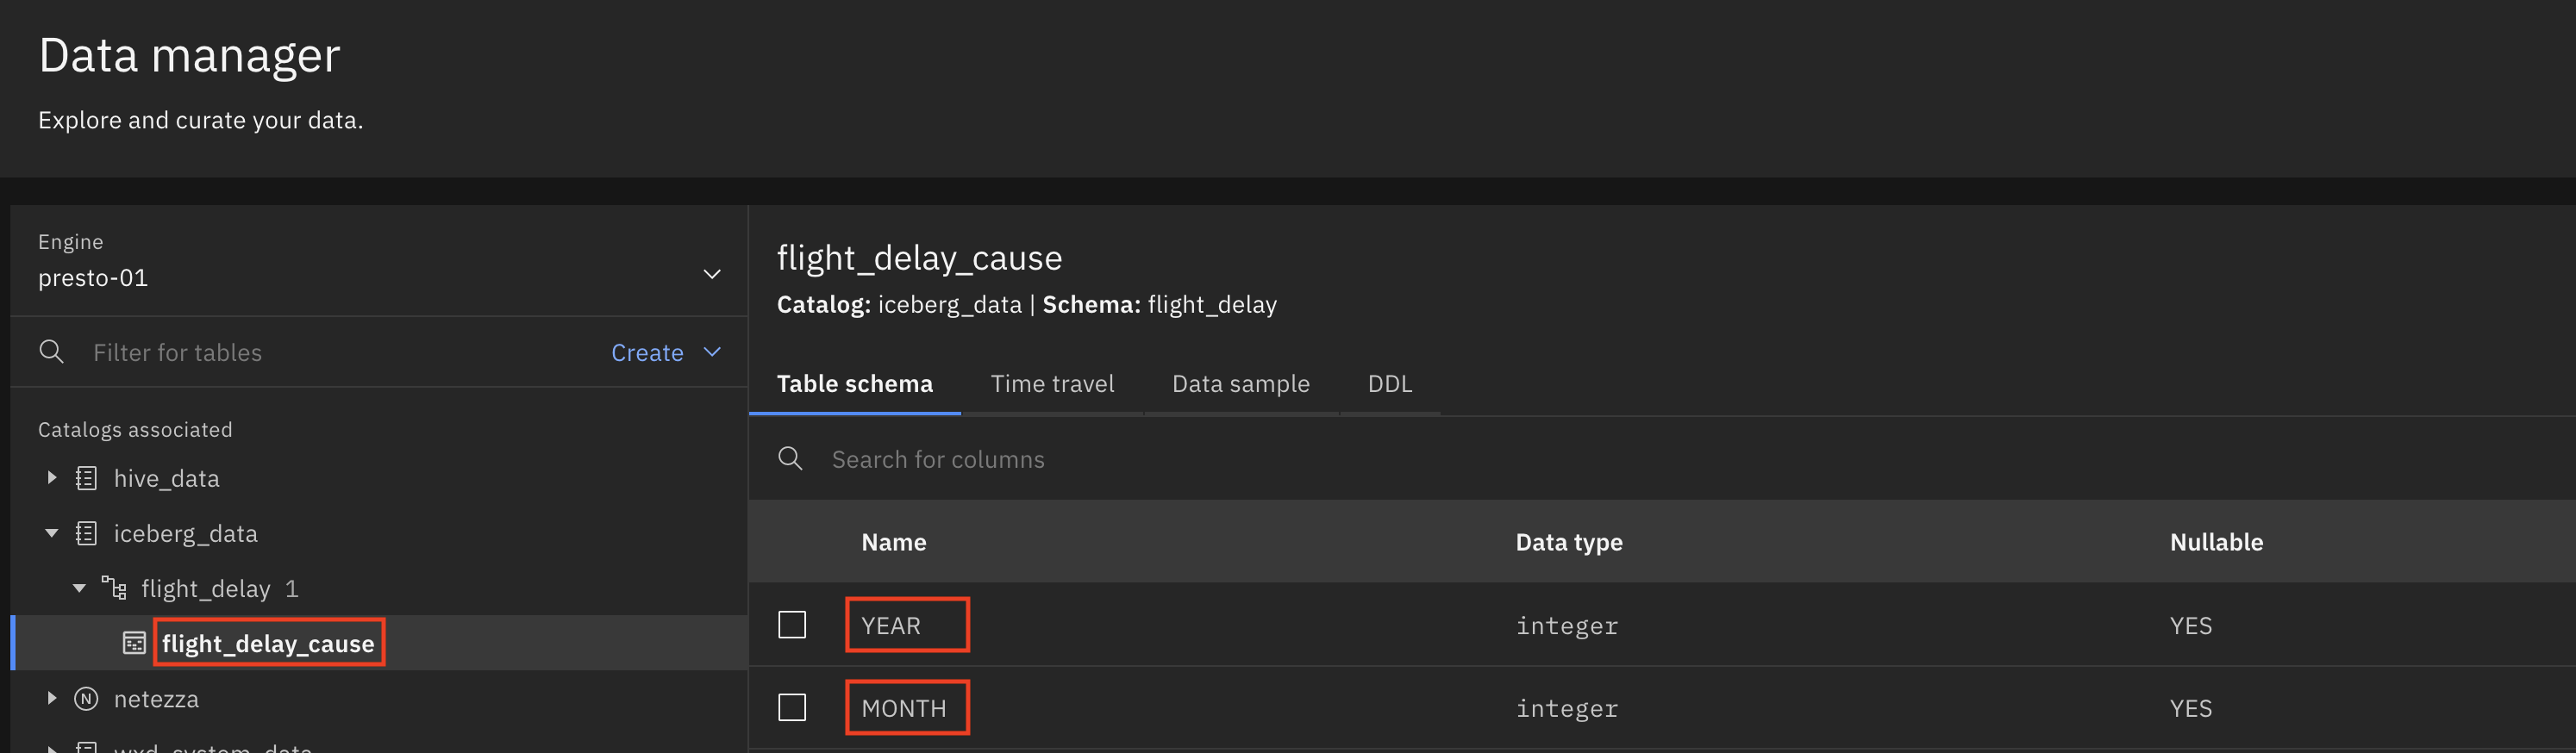 Data manager
Explore and curate your data.
Engine
presto-01
Filter for tables
Create
Catalogs associated
hive_data
iceberg_data
flight_delay 1
flight_delay_cause
N netezza
wxd_system_data
flight_delay_cause
Catalog: iceberg_data | Schema: flight_delay
Table schema Time travel Data sample DDL
Search for columns
Name Data type Nullable
YEAR integer YES
MONTH integer YES